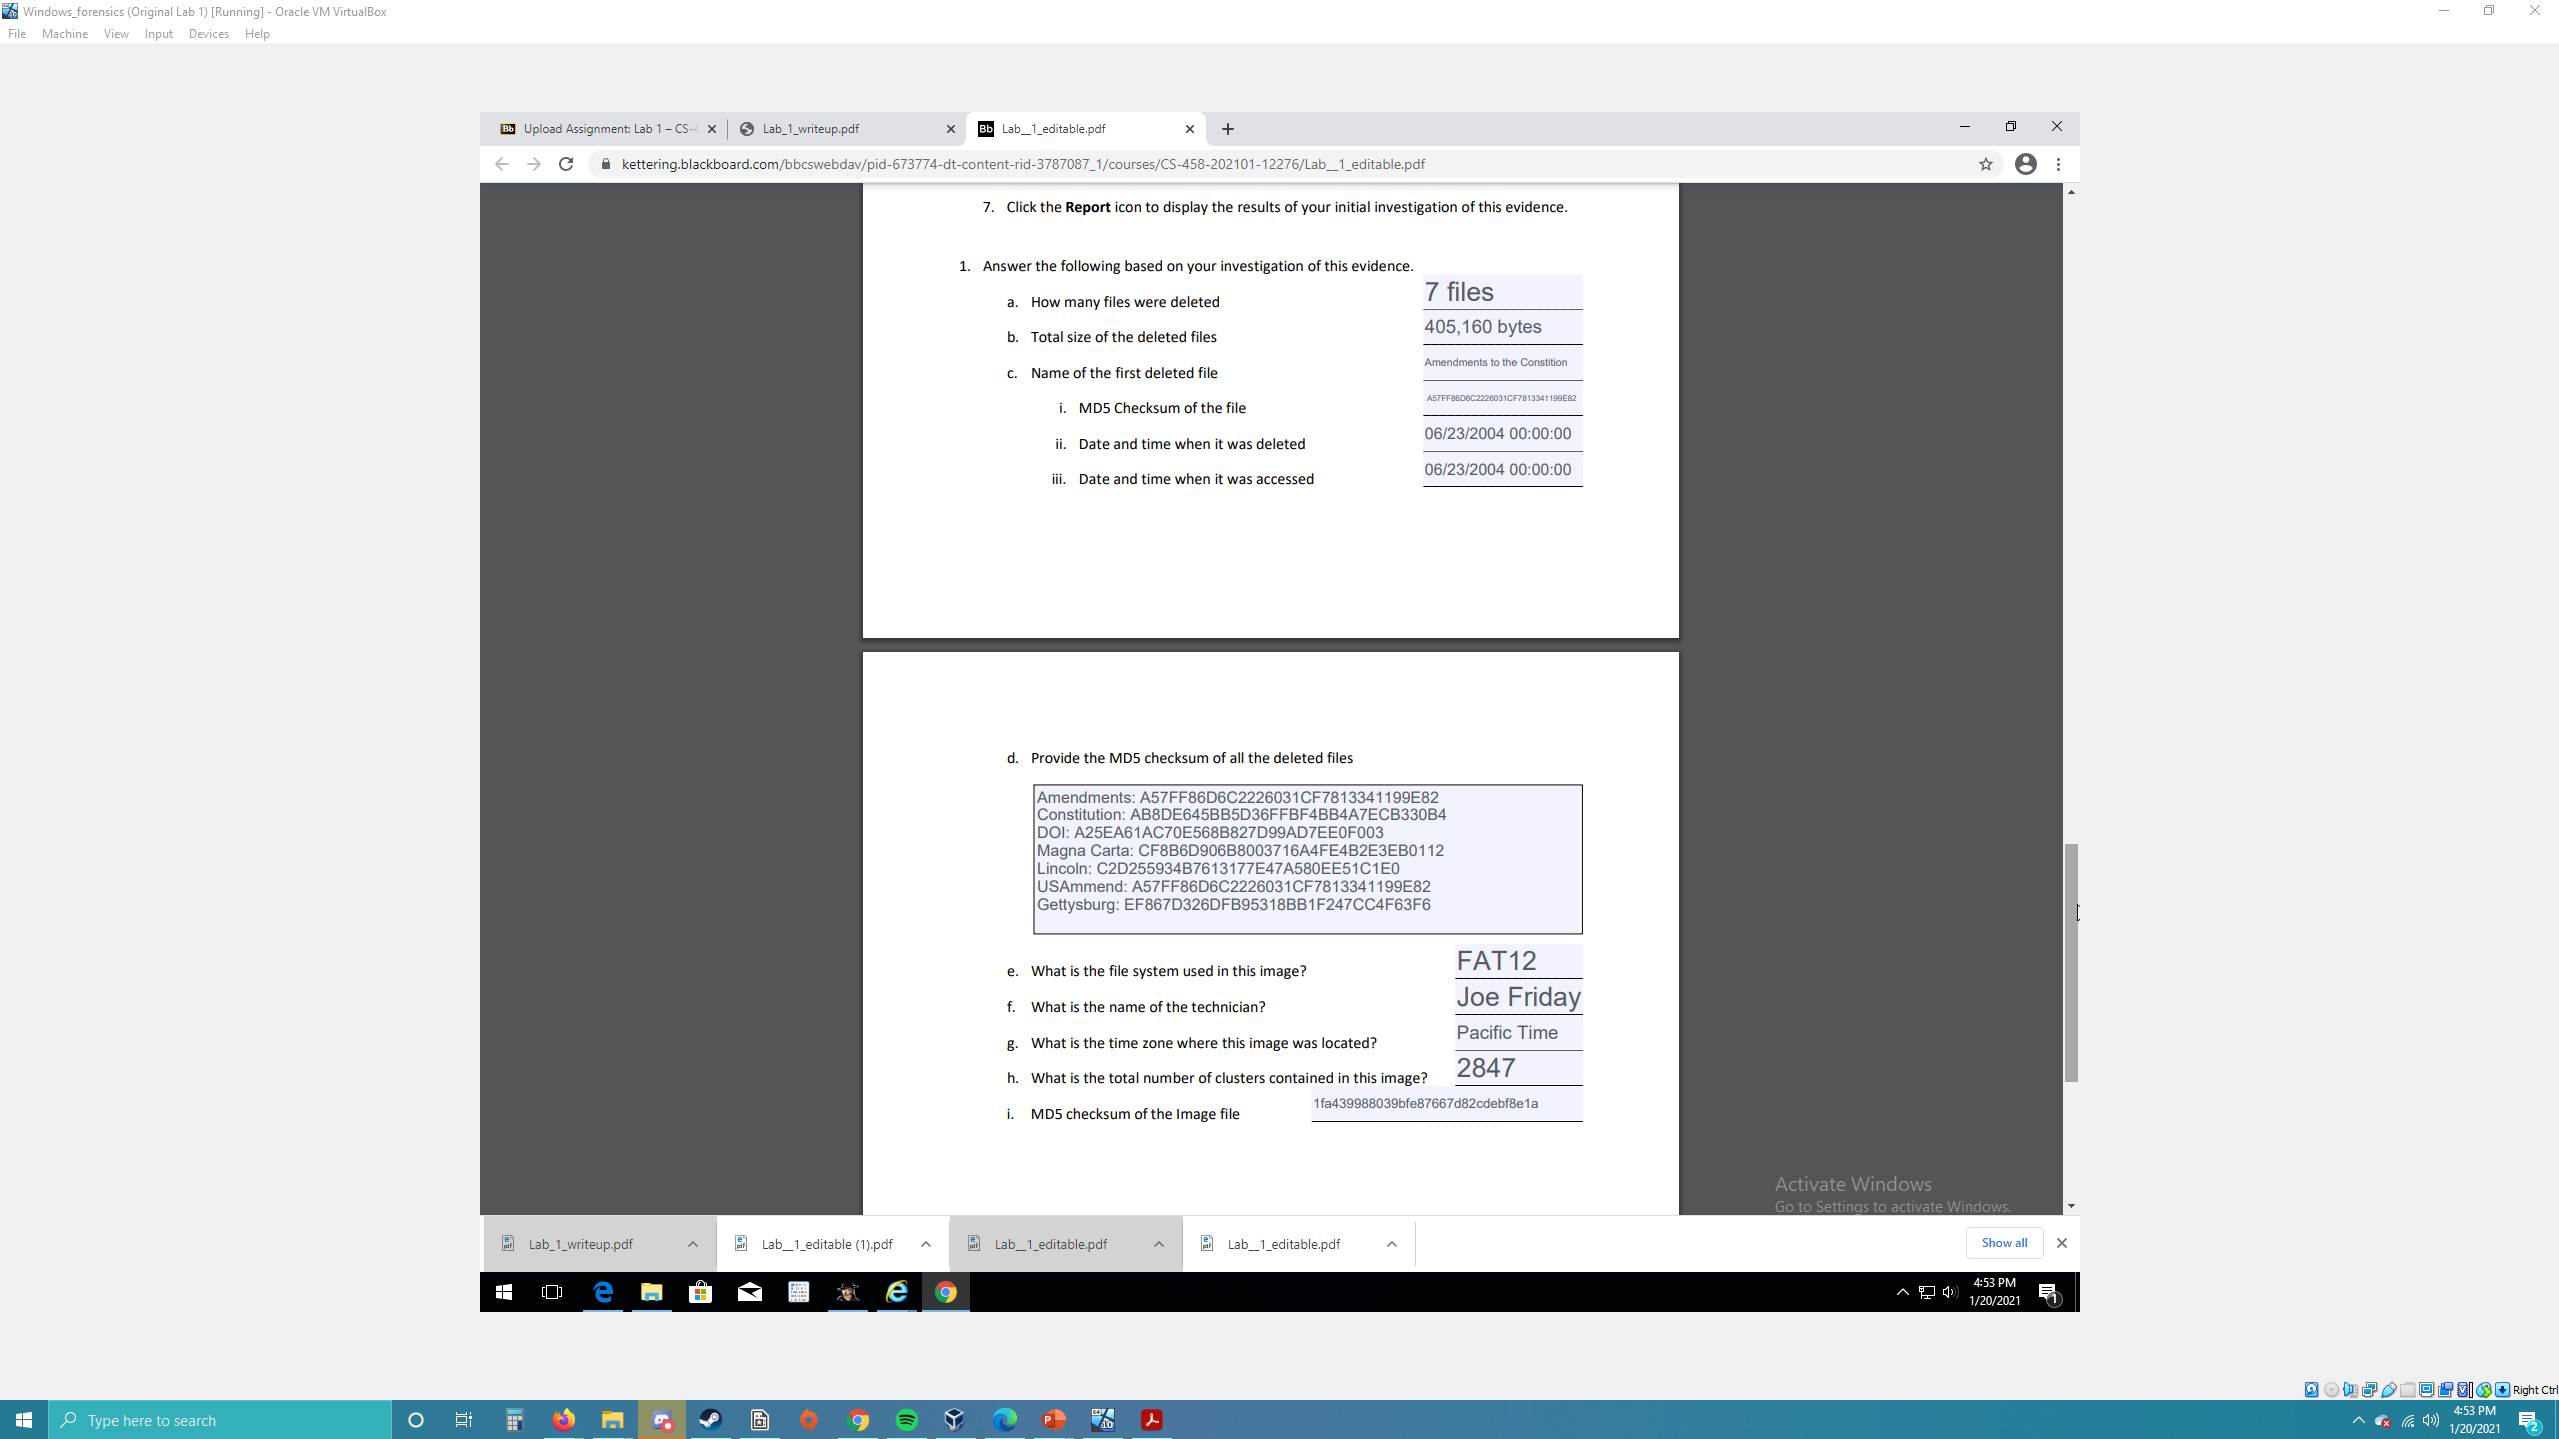 Windows_forensics (Original Lab 1) [Running] - Oracle VM VirtualBox
File Machine View Input Devices Help
Upload Assignment: Lab 1 – CS-4
Lab_1_writeup.pdf
Bb Lab__1_editable.pdf
kettering.blackboard.com/bbcswebdav/pid-673774-dt-content-rid-3787087_1/courses/CS-458-202101-12276/Lab__1_editable.pdf
7. Click the Report icon to display the results of your initial investigation of this evidence.
1. Answer the following based on your investigation of this evidence.
a. How many files were deleted 7 files
b. Total size of the deleted files 405,160 bytes
c. Name of the first deleted file Amendments to the Constition
i. MD5 Checksum of the file A57FF86D6C2226031CF7813341199E82
ii. Date and time when it was deleted 06/23/2004 00:00:00
iii. Date and time when it was accessed 06/23/2004 00:00:00
d. Provide the MD5 checksum of all the deleted files
Amendments: A57FF86D6C2226031CF7813341199E82
Constitution: AB8DE645BB5D36FFBF4BB4A7ECB330B4
DOI: A25EA61AC70E568B827D99AD7EE0F003
Magna Carta: CF8B6D906B8003716A4FE4B2E3EB0112
Lincoln: C2D255934B7613177E47A580EE51C1E0
USAmmend: A57FF86D6C2226031CF7813341199E82
Gettysburg: EF867D326DFB95318BB1F247CC4F63F6
e. What is the file system used in this image? FAT12
f. What is the name of the technician? Joe Friday
g. What is the time zone where this image was located? Pacific Time
h. What is the total number of clusters contained in this image? 2847
i. MD5 checksum of the Image file 1fa439988039bfe87667d82cdebf8e1a
Activate Windows
Go to Settings to activate Windows.
Lab_1_writeup.pdf
Lab__1_editable (1).pdf
Lab__1_editable.pdf
Lab__1_editable.pdf
Show all
4:53 PM
1/20/2021
1
Right Ctrl
Type here to search
4:53 PM
1/20/2021
2